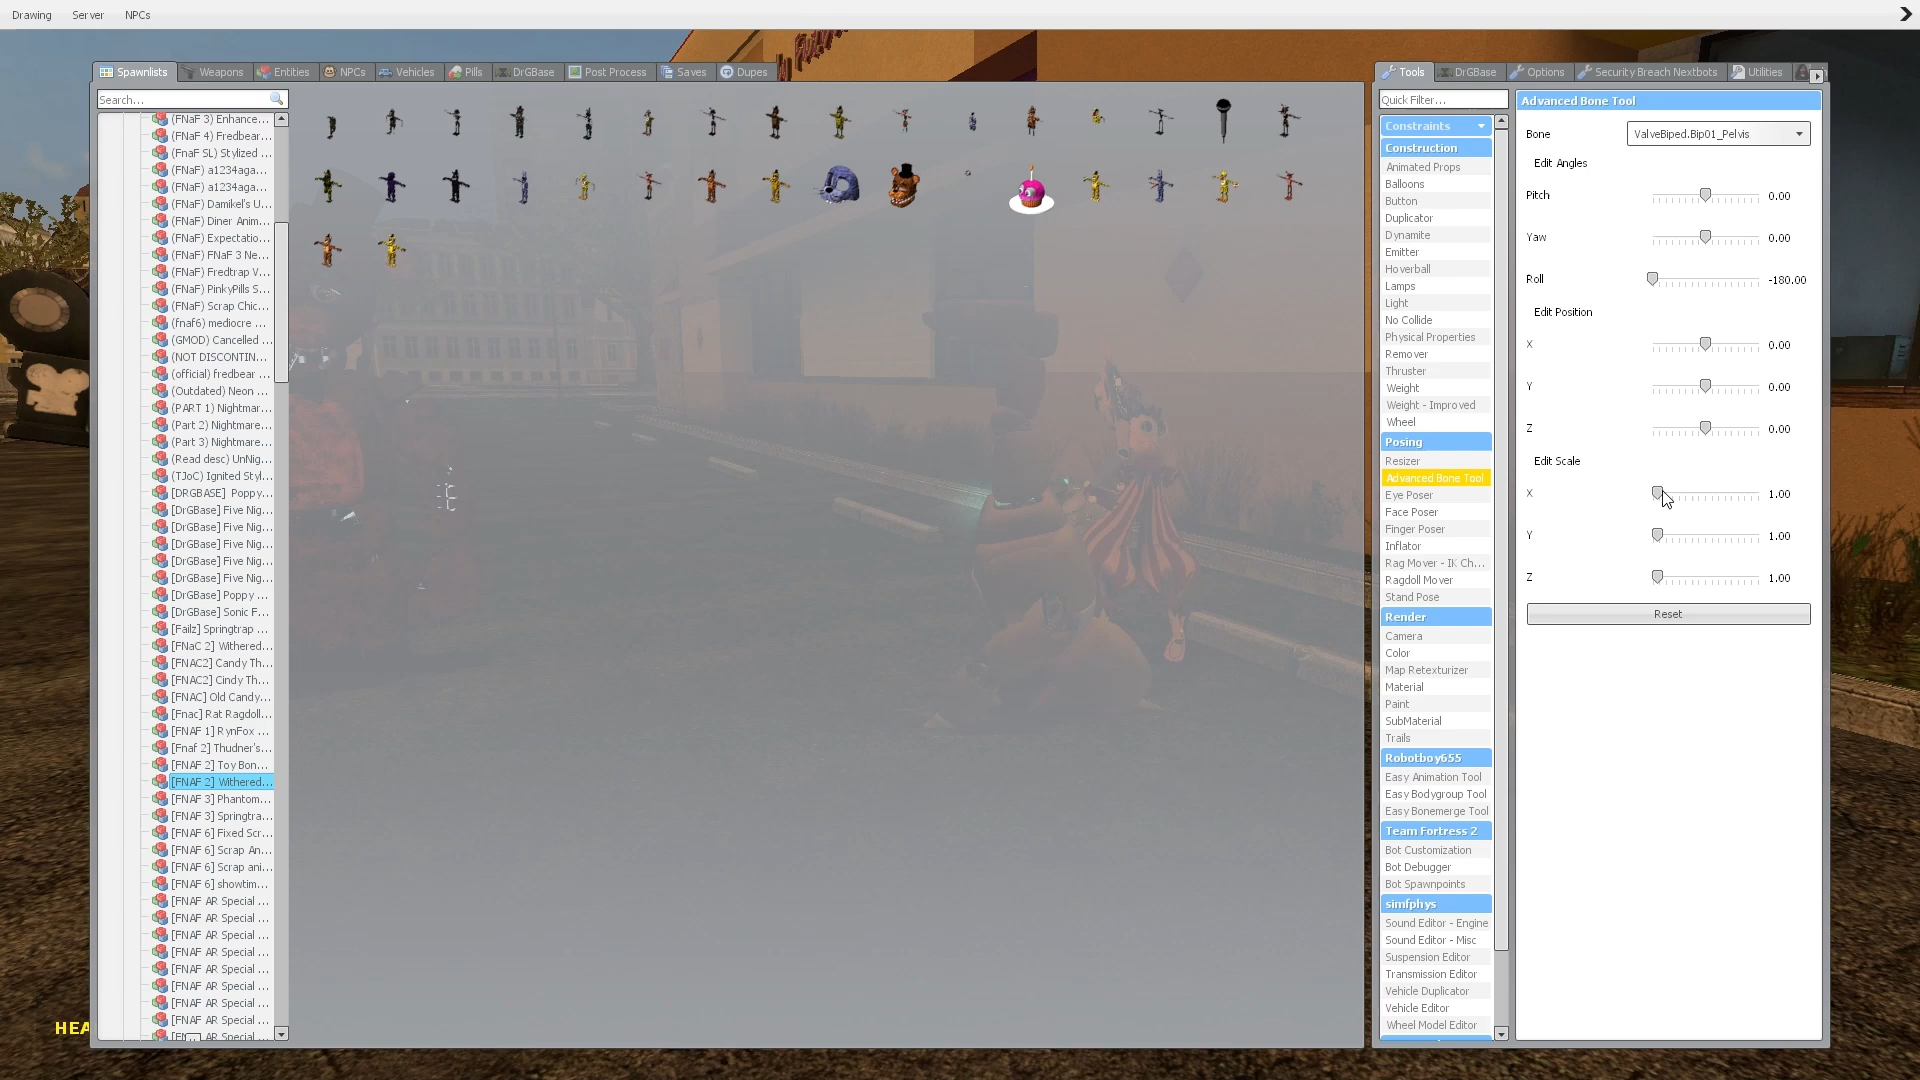 Drawing Server NPCs
Spawnlists Weapons Entities NPCs Vehicles Pills DrGBase Post Process Saves Dupes
Search...
(FNaF 3) Enhance...
(FNaF 4) Fredbear...
(FnaF SL) Stylized ...
(FNaF) a1234aga...
(FNaF) a1234aga...
(FNaF) Damikel's U...
(FNaF) Diner Anim...
(FNaF) Expectatio...
(FNaF) FNaF 3 Ne...
(FNaF) Fredtrap V...
(FNaF) PinkyPills S...
(FNaF) Scrap Chic...
(fnaf6) mediocre ...
(GMOD) Cancelled ...
(NOT DISCONTIN...
(official) fredbear ...
(Outdated) Neon ...
(PART 1) Nightmar...
(Part 2) Nightmare...
(Part 3) Nightmare...
(Read desc) UnNig...
(TJoC) Ignited Styl...
[DRGBASE] Poppy...
[DrGBase] Five Nig...
[DrGBase] Five Nig...
[DrGBase] Five Nig...
[DrGBase] Five Nig...
[DrGBase] Five Nig...
[DrGBase] Poppy ...
[DrGBase] Sonic F...
[Failz] Springtrap ...
[FNaC 2] Withered...
[FNAC2] Candy Th...
[FNAC2] Cindy Th...
[FNAC] Old Candy...
[Fnac] Rat Ragdoll...
[FNAF 1] RynFox ...
[Fnaf 2] Thudner's...
[FNAF 2] Toy Bon...
[FNAF 2] Withered...
[FNAF 3] Phantom...
[FNAF 3] Springtra...
[FNAF 6] Fixed Scr...
[FNAF 6] Scrap An...
[FNAF 6] Scrap ani...
[FNAF 6] showtim...
[FNAF AR Special ...
[FNAF AR Special ...
[FNAF AR Special ...
[FNAF AR Special ...
[FNAF AR Special ...
[FNAF AR Special ...
[FNAF AR Special ...
[FNAF AR Special ...
AR Special ...
HEA
Tools DrGBase Options Security Breach Nextbots Utilities
Quick Filter...
Constraints
Construction
Animated Props
Balloons
Button
Duplicator
Dynamite
Emitter
Hoverball
Lamps
Light
No Collide
Physical Properties
Remover
Thruster
Weight
Weight - Improved
Wheel
Posing
Resizer
Advanced Bone Tool
Eye Poser
Face Poser
Finger Poser
Inflator
Rag Mover - IK Ch...
Ragdoll Mover
Stand Pose
Render
Camera
Color
Map Retexturizer
Material
Paint
SubMaterial
Trails
Robotboy655
Easy Animation Tool
Easy Bodygroup Tool
Easy Bonemerge Tool
Team Fortress 2
Bot Customization
Bot Debugger
Bot Spawnpoints
simfphys
Sound Editor - Engine
Sound Editor - Misc
Suspension Editor
Transmission Editor
Vehicle Duplicator
Vehicle Editor
Wheel Model Editor
Advanced Bone Tool
Bone ValveBiped.Bip01_Pelvis
Edit Angles
Pitch 0.00
Yaw 0.00
Roll -180.00
Edit Position
X 0.00
Y 0.00
Z 0.00
Edit Scale
X 1.00
Y 1.00
Z 1.00
Reset